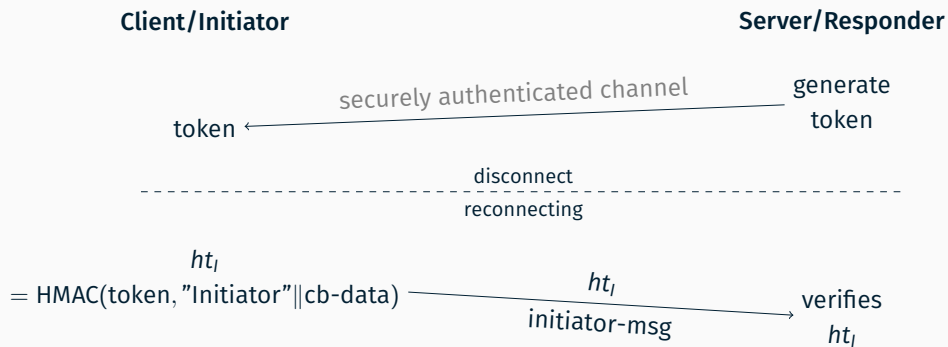 Client/Initiator
Server/Responder
securely authenticated channel
generate
token
token
disconnect
reconnecting
ht_I
= HMAC(token, ”Initiator”||cb-data)
ht_I
initiator-msg
verifies
ht_I